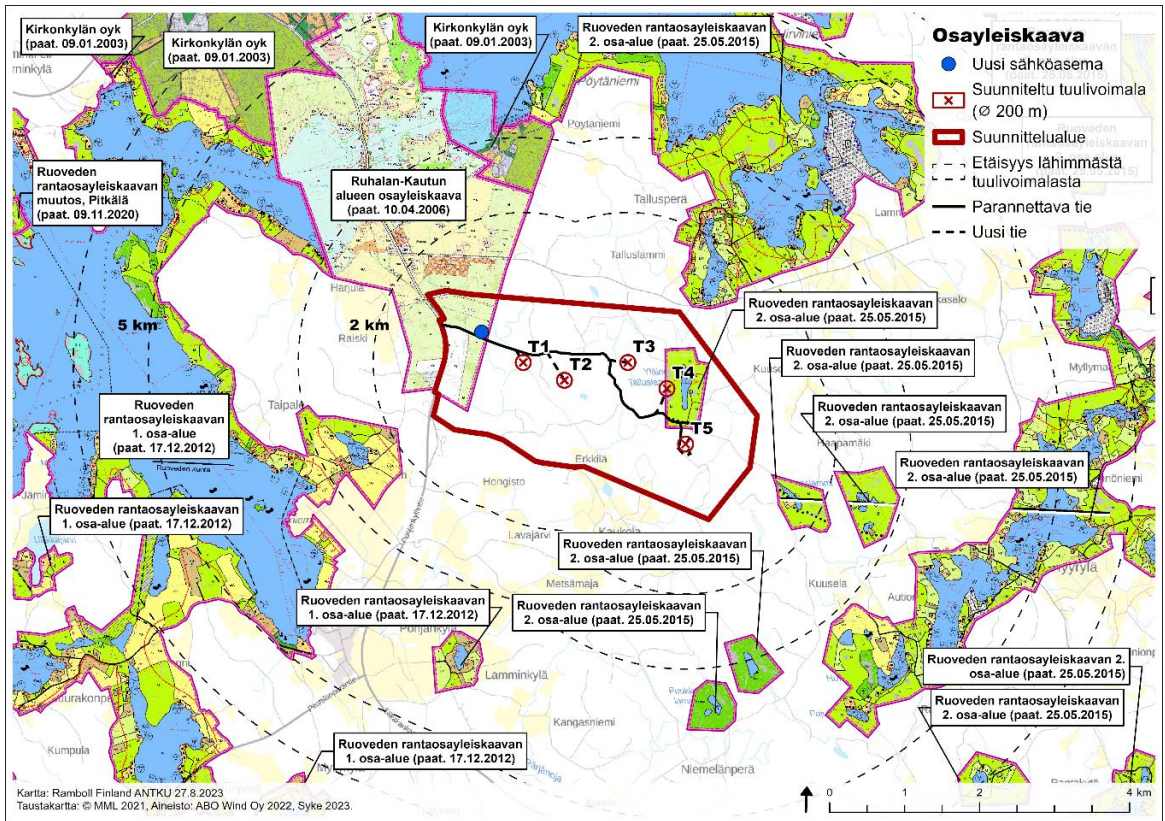 Kirkonkylän oyk
(paat. 09.01.2003)
Kirkonkylän oyk
(paat. 09.01.2003)
Kirkonkylän oyk
(paat. 09.01.2003)
Ruoveden rantaosayleiskaavan
2. osa-alue (paat. 25.05.2015)
Osayleiskaava
Uusi sähköasema
Suunniteltu tuulivoimala
(Ø 200 m)
Suunnittelualue
Etäisyys lähimmästä
tuulivoimalasta
Parannettava tie
Uusi tie
Pöytäniemi
Pöytäniemi
Ruoveden
rantaosayleiskaavan
muutos, Pitkälä
(paat. 09.11.2020)
Ruhalan-Kautun
alueen osayleiskaava
(paat. 10.04.2006)
Tallusperä
Talluslammi
Harjula
Raiski
5 km
2 km
Ruoveden rantaosayleiskaavan
2. osa-alue (paat. 25.05.2015)
T1
T2
T3
T4
T5
Ruoveden rantaosayleiskaavan
2. osa-alue (paat. 25.05.2015)
Myllyma
Ruoveden
rantaosayleiskaavan
1. osa-alue
(paat. 17.12.2012)
Taipale
Ruoveden rantaosayleiskaavan
2. osa-alue (paat. 25.05.2015)
Haapamäki
Ruoveden kunta
Erkkilä
Hongisto
Ruoveden rantaosayleiskaavan
2. osa-alue (paat. 25.05.2015)
Ruoveden rantaosayleiskaavan
1. osa-alue (paat. 17.12.2012)
Lavajärvi
Kaukola
Ruoveden rantaosayleiskaavan
2. osa-alue (paat. 25.05.2015)
Metsämaja
Kuusela
Ruoveden rantaosayleiskaavan
1. osa-alue (paat. 17.12.2012)
Ruoveden rantaosayleiskaavan
2. osa-alue (paat. 25.05.2015)
Pohjankylä
Lamminkylä
Ruoveden rantaosayleiskaavan 2.
osa-alue (paat. 25.05.2015)
Kangasniemi
Ruoveden rantaosayleiskaavan
2. osa-alue (paat. 25.05.2015)
Kumpula
Ruoveden rantaosayleiskaavan
1. osa-alue (paat. 17.12.2012)
Niemelänperä
Kartta: Ramboll Finland ANTKU 27.8.2023
Taustakartta: © MML 2021, Aineisto: ABO Wind Oy 2022, Syke 2023.
0 1 2 4 km